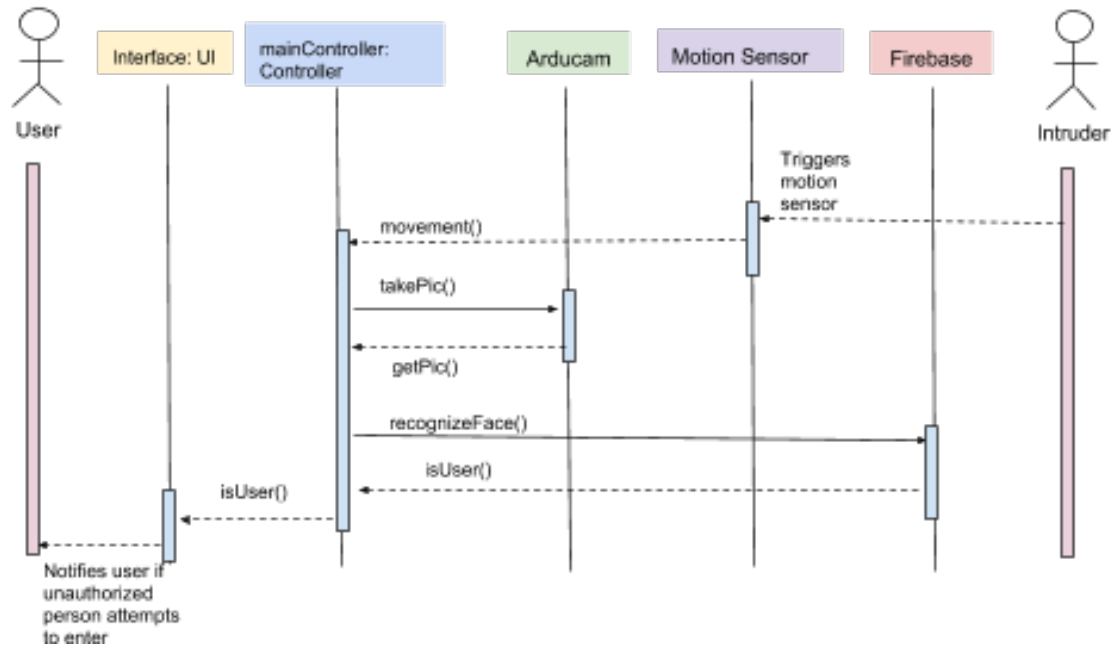 User
Interface: UI
mainController:
Controller
Arducam
Motion Sensor
Firebase
Intruder
Triggers
motion
sensor
movement()
takePic()
getPic()
recognizeFace()
isUser()
isUser()
Notifies user if
unauthorized
person attempts
to enter